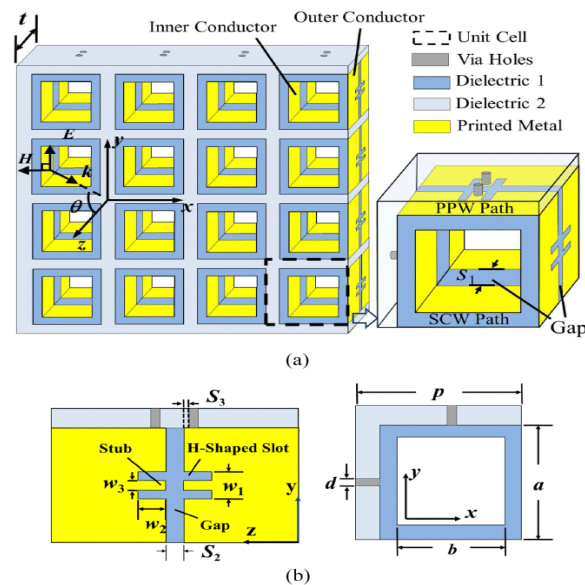 t
Inner Conductor
Outer Conductor
Unit Cell
Via Holes
Dielectric 1
Dielectric 2
Printed Metal
E
H
k
θ
y
x
z
PPW Path
S1
SCW Path
Gap
(a)
S3
Stub
H-Shaped Slot
w3
w1
w2
Gap
y
z
S2
p
d
y
x
a
b
(b)